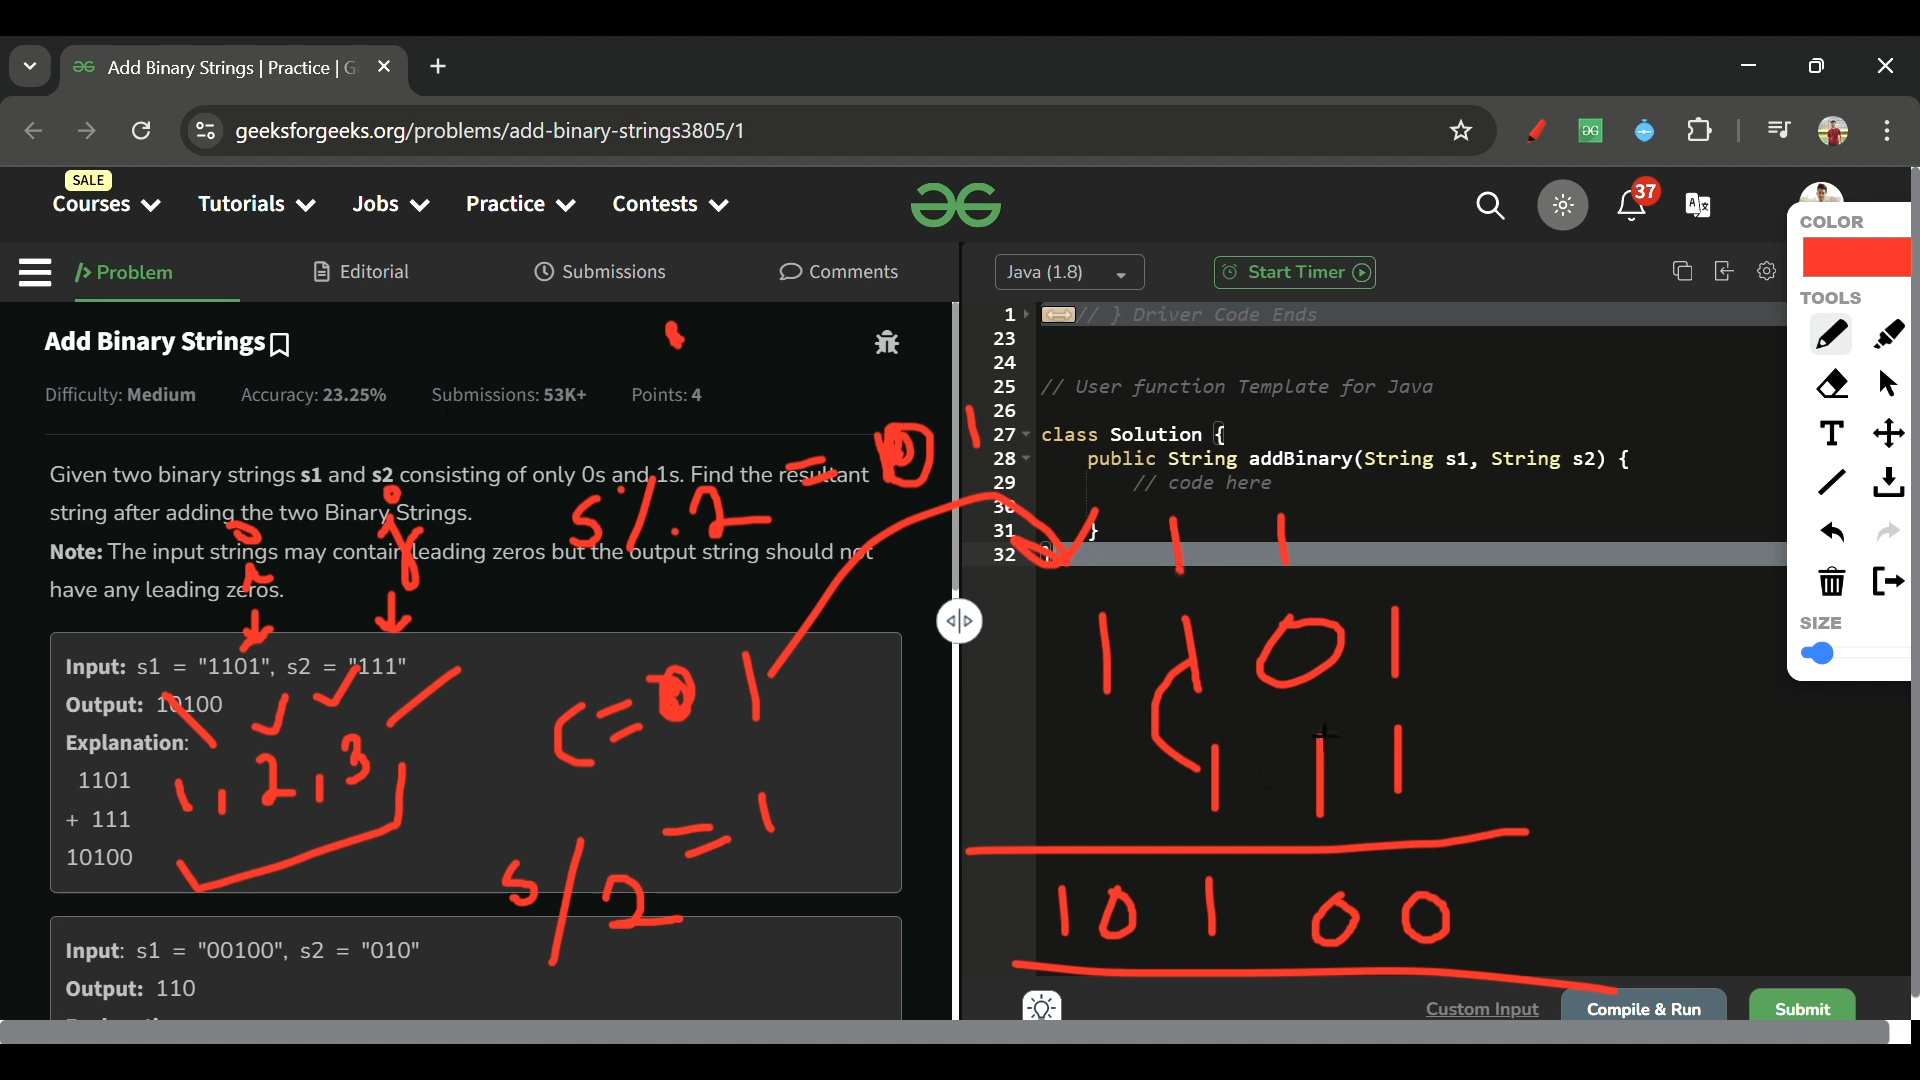 Add Binary Strings | Practice | G
geeksforgeeks.org/problems/add-binary-strings3805/1
SALE
Courses Tutorials Jobs Practice Contests
37
Problem Editorial Submissions Comments
Java (1.8) Start Timer
Add Binary Strings
Difficulty: Medium Accuracy: 23.25% Submissions: 53K+ Points: 4
Given two binary strings s1 and s2 consisting of only 0s and 1s. Find the resultant
string after adding the two Binary Strings.
Note: The input strings may contain leading zeros but the output string should not
have any leading zeros.
Input: s1 = "1101", s2 = "111"
Output: 10100
Explanation:
1101
+ 111
10100
Input: s1 = "00100", s2 = "010"
Output: 110
i j
s%.2 = 0
1, 2, 3
c = 0 1
s/2 = 1
1 // } Driver Code Ends
23
24
25 // User function Template for Java
26
27 class Solution {
28 public String addBinary(String s1, String s2) {
29 // code here
30
31 }
32 }
1 1 1
1 1 0 1
1 1 1
1 0 1 0 0
Custom Input Compile & Run Submit
COLOR
TOOLS
T
SIZE